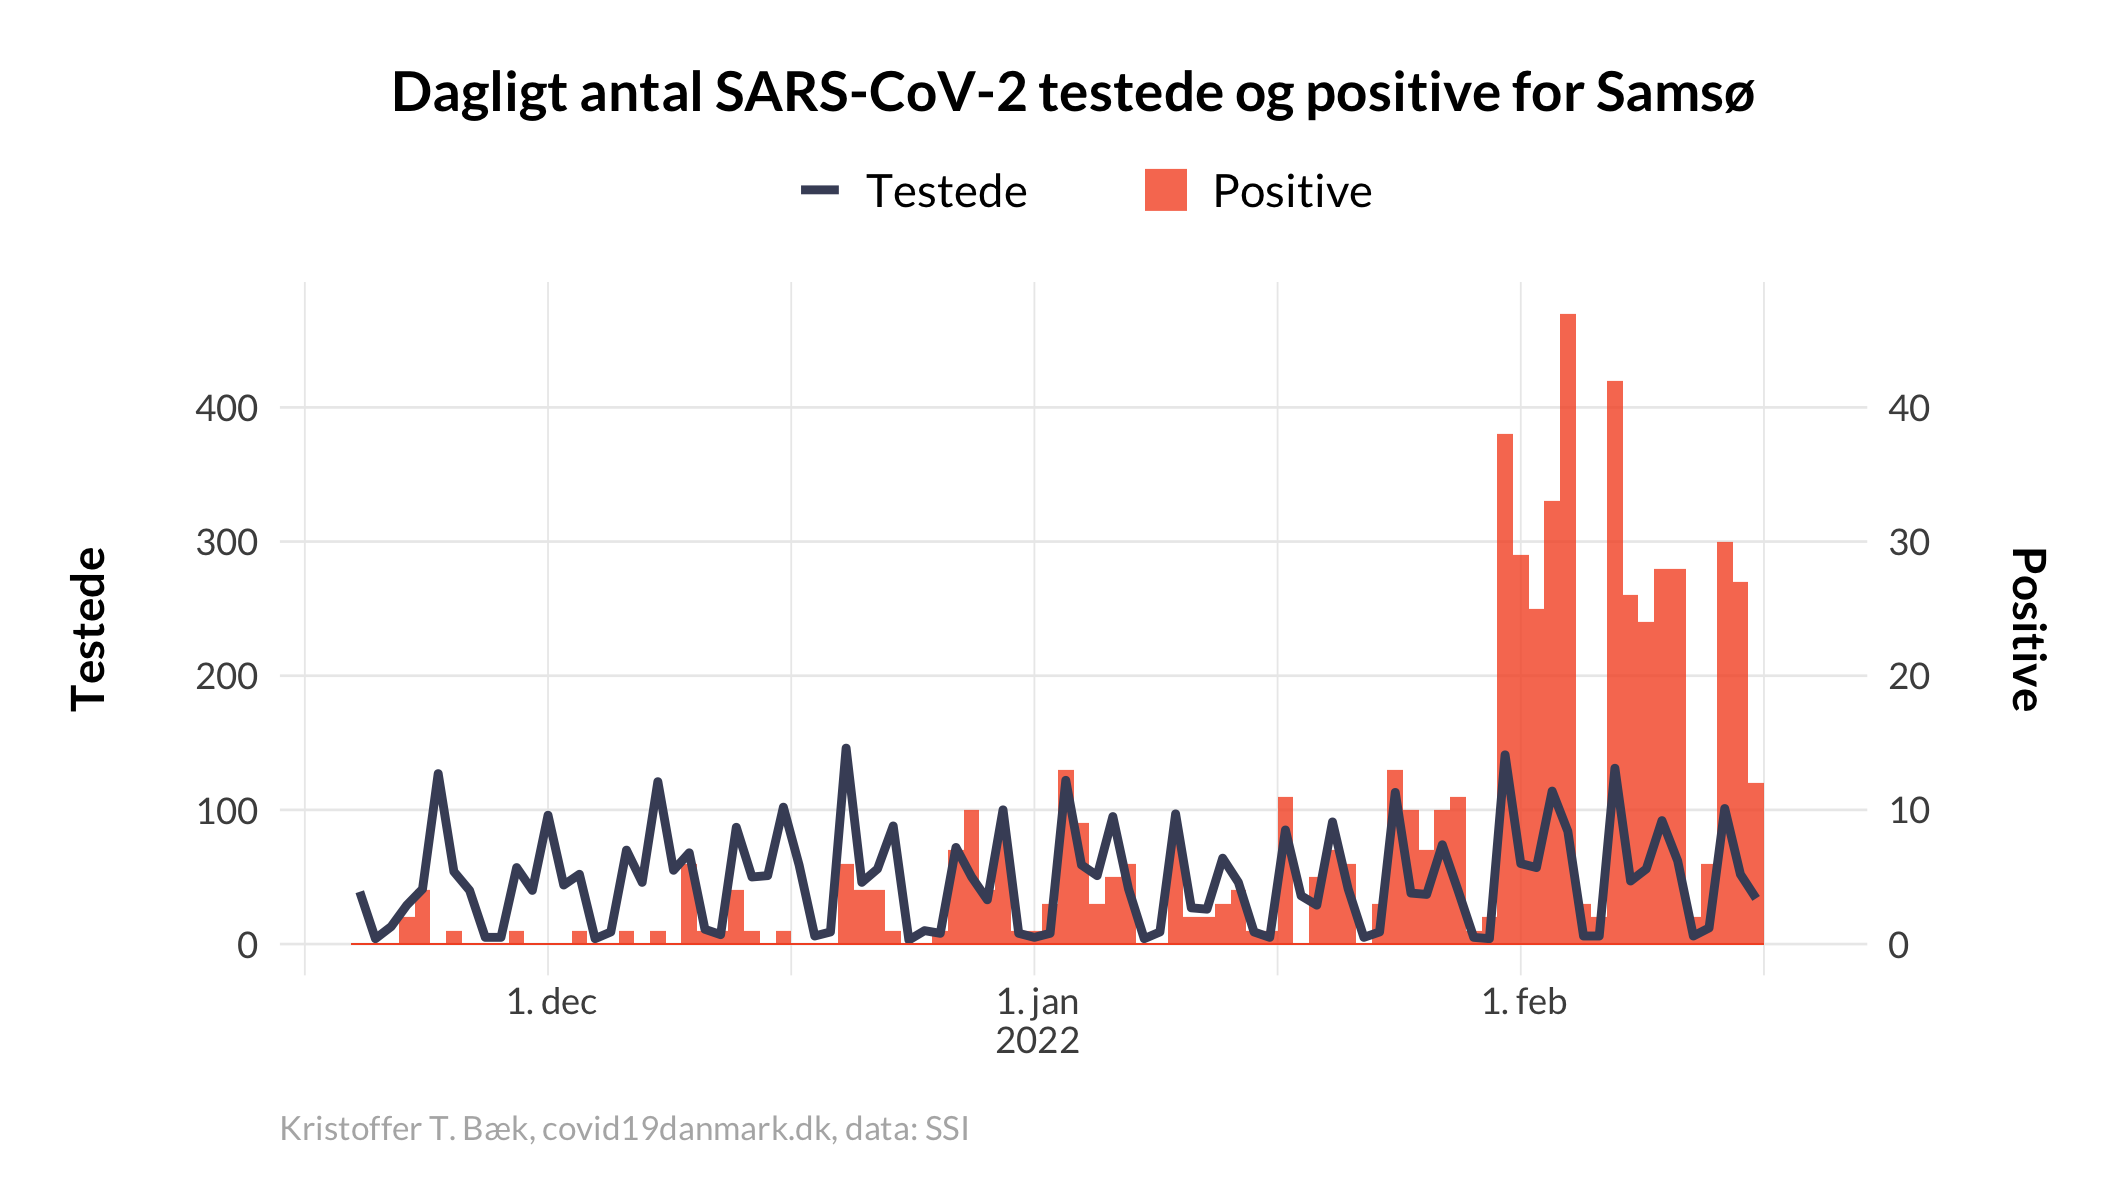 Dagligt antal SARS-CoV-2 testede og positive for Samsø
Testede
Positive
Testede
400
300
200
100
0
40
30
20
10
0
Positive
1. dec
1. jan
2022
1. feb
Kristoffer T. Bæk, covid19danmark.dk, data: SSI